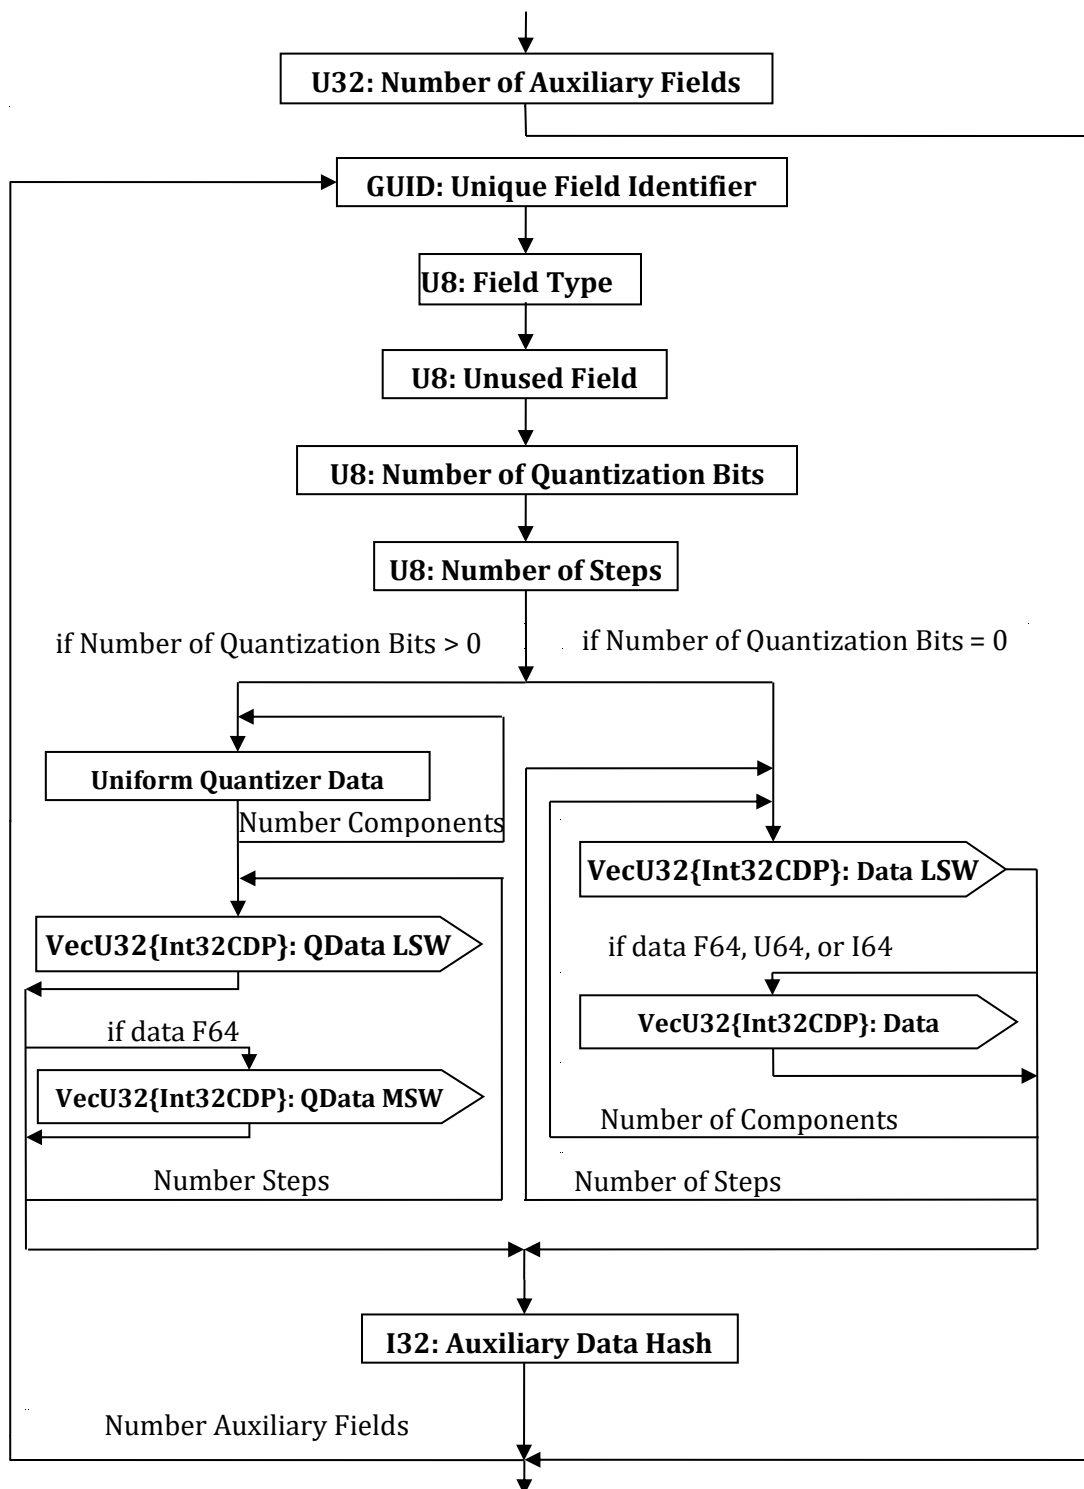 U32: Number of Auxiliary Fields
GUID: Unique Field Identifier
U8: Field Type
U8: Unused Field
U8: Number of Quantization Bits
U8: Number of Steps
if Number of Quantization Bits > 0
if Number of Quantization Bits = 0
Uniform Quantizer Data
Number Components
VecU32{Int32CDP}: Data LSW
VecU32{Int32CDP}: QData LSW
if data F64, U64, or I64
VecU32{Int32CDP}: Data
if data F64
VecU32{Int32CDP}: QData MSW
Number of Components
Number Steps
Number of Steps
I32: Auxiliary Data Hash
Number Auxiliary Fields